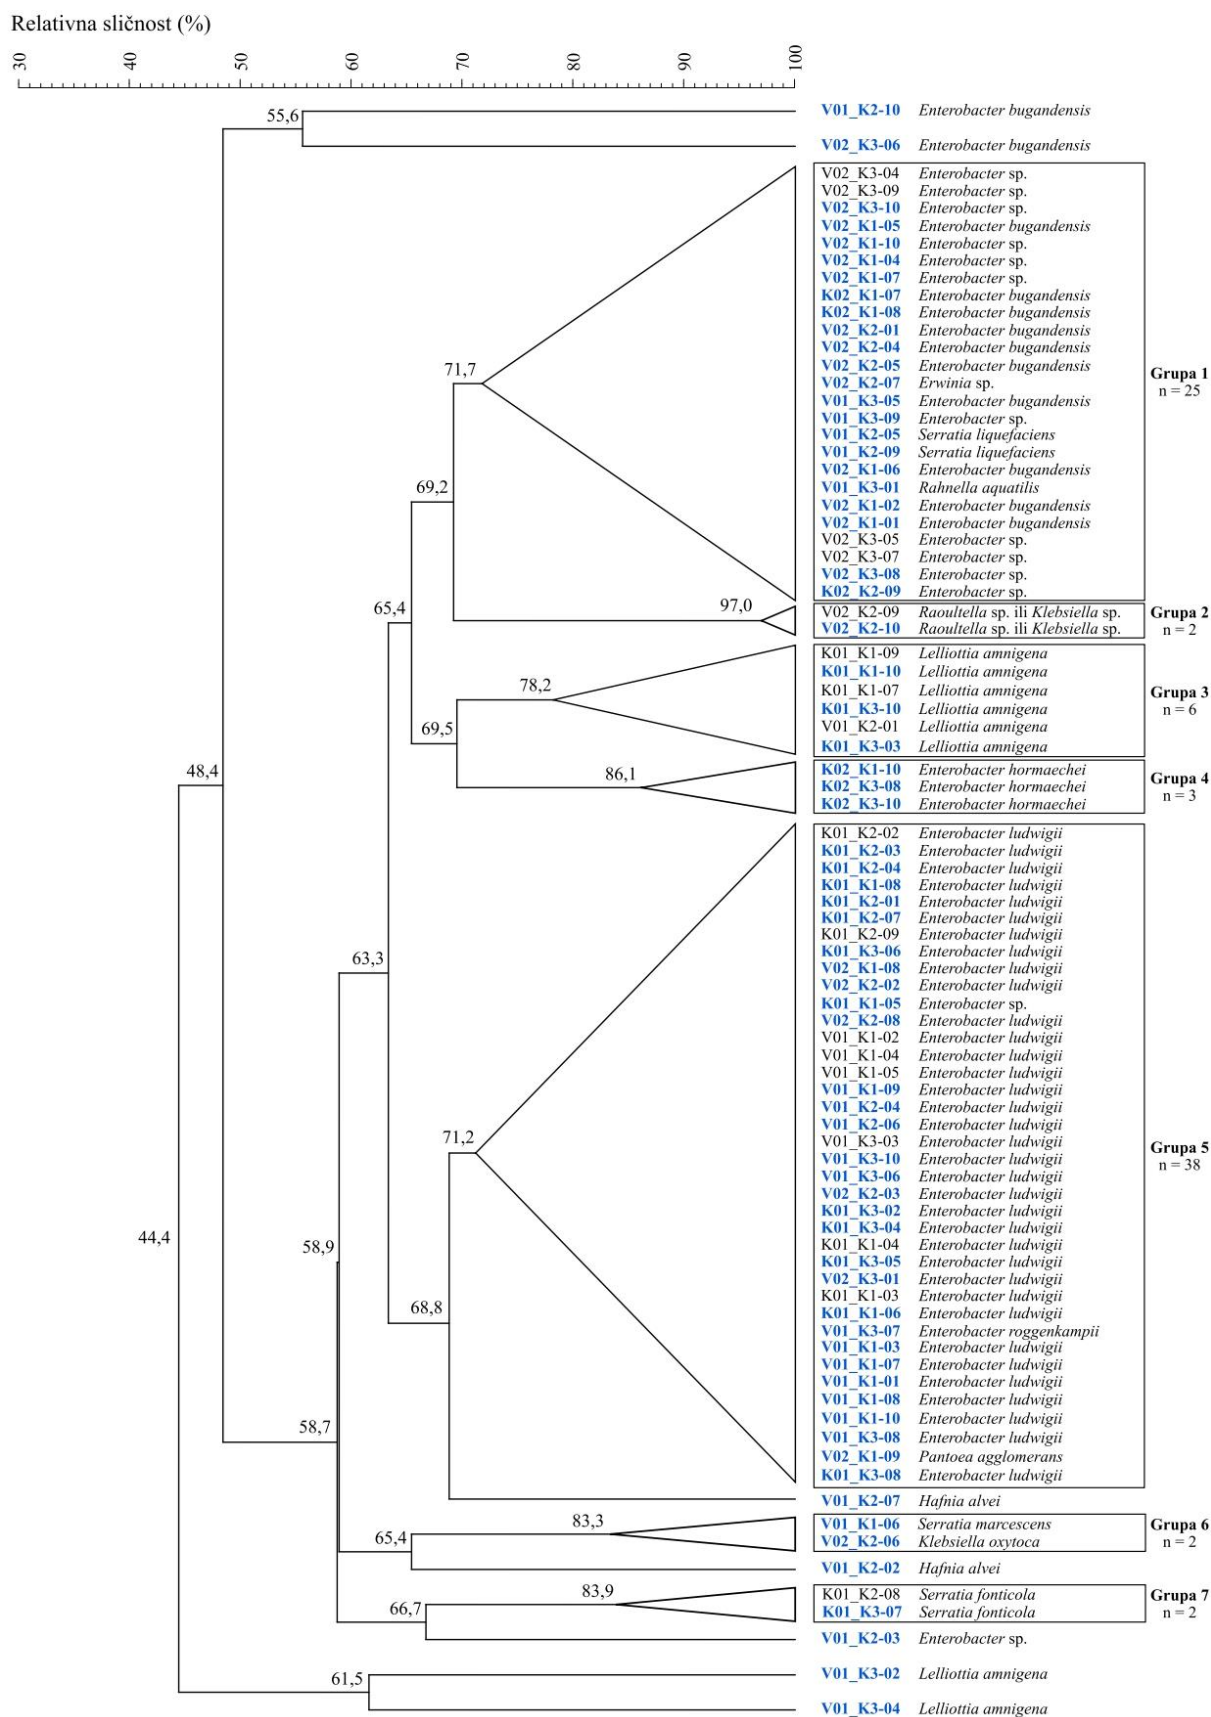 Relativna sličnost (%)
30 40 50 60 70 80 90 100
55,6
V01_K2-10 Enterobacter bugandensis
V02_K3-06 Enterobacter bugandensis
V02_K3-04 Enterobacter sp.
V02_K3-09 Enterobacter sp.
V02_K3-10 Enterobacter sp.
V02_K1-05 Enterobacter bugandensis
V02_K1-10 Enterobacter sp.
V02_K1-04 Enterobacter sp.
V02_K1-07 Enterobacter sp.
K02_K1-07 Enterobacter bugandensis
K02_K1-08 Enterobacter bugandensis
V02_K2-01 Enterobacter bugandensis
V02_K2-04 Enterobacter bugandensis
V02_K2-05 Enterobacter bugandensis
71,7
Grupa 1
V02_K2-07 Erwinia sp.
n = 25
V01_K3-05 Enterobacter bugandensis
V01_K3-09 Enterobacter sp.
V01_K2-05 Serratia liquefaciens
V01_K2-09 Serratia liquefaciens
V02_K1-06 Enterobacter bugandensis
69,2
V01_K3-01 Rahnella aquatilis
V02_K1-02 Enterobacter bugandensis
V02_K1-01 Enterobacter bugandensis
V02_K3-05 Enterobacter sp.
V02_K3-07 Enterobacter sp.
V02_K3-08 Enterobacter sp.
K02_K2-09 Enterobacter sp.
65,4
97,0
V02_K2-09 Raoultella sp. ili Klebsiella sp.
Grupa 2
V02_K2-10 Raoultella sp. ili Klebsiella sp.
n = 2
K01_K1-09 Lelliottia amnigena
K01_K1-10 Lelliottia amnigena
78,2
K01_K1-07 Lelliottia amnigena
Grupa 3
K01_K3-10 Lelliottia amnigena
n = 6
V01_K2-01 Lelliottia amnigena
69,5
K01_K3-03 Lelliottia amnigena
48,4
86,1
K02_K1-10 Enterobacter hormaechei
Grupa 4
K02_K3-08 Enterobacter hormaechei
n = 3
K02_K3-10 Enterobacter hormaechei
K01_K2-02 Enterobacter ludwigii
K01_K2-03 Enterobacter ludwigii
K01_K2-04 Enterobacter ludwigii
K01_K1-08 Enterobacter ludwigii
K01_K2-01 Enterobacter ludwigii
K01_K2-07 Enterobacter ludwigii
K01_K2-09 Enterobacter ludwigii
K01_K3-06 Enterobacter ludwigii
63,3
V02_K1-08 Enterobacter ludwigii
V02_K2-02 Enterobacter ludwigii
K01_K1-05 Enterobacter sp.
V02_K2-08 Enterobacter ludwigii
V01_K1-02 Enterobacter ludwigii
V01_K1-04 Enterobacter ludwigii
V01_K1-05 Enterobacter ludwigii
V01_K1-09 Enterobacter ludwigii
V01_K2-04 Enterobacter ludwigii
V01_K2-06 Enterobacter ludwigii
71,2
V01_K3-03 Enterobacter ludwigii
Grupa 5
V01_K3-10 Enterobacter ludwigii
n = 38
V01_K3-06 Enterobacter ludwigii
V02_K2-03 Enterobacter ludwigii
K01_K3-02 Enterobacter ludwigii
K01_K3-04 Enterobacter ludwigii
44,4
58,9
K01_K1-04 Enterobacter ludwigii
K01_K3-05 Enterobacter ludwigii
V02_K3-01 Enterobacter ludwigii
K01_K1-03 Enterobacter ludwigii
68,8
K01_K1-06 Enterobacter ludwigii
V01_K3-07 Enterobacter roggenkampii
V01_K1-03 Enterobacter ludwigii
V01_K1-07 Enterobacter ludwigii
V01_K1-01 Enterobacter ludwigii
V01_K1-08 Enterobacter ludwigii
V01_K1-10 Enterobacter ludwigii
58,7
V01_K3-08 Enterobacter ludwigii
V02_K1-09 Pantoea agglomerans
K01_K3-08 Enterobacter ludwigii
V01_K2-07 Hafnia alvei
65,4
83,3
V01_K1-06 Serratia marcescens
Grupa 6
V02_K2-06 Klebsiella oxytoca
n = 2
V01_K2-02 Hafnia alvei
66,7
83,9
K01_K2-08 Serratia fonticola
Grupa 7
K01_K3-07 Serratia fonticola
n = 2
V01_K2-03 Enterobacter sp.
61,5
V01_K3-02 Lelliottia amnigena
V01_K3-04 Lelliottia amnigena